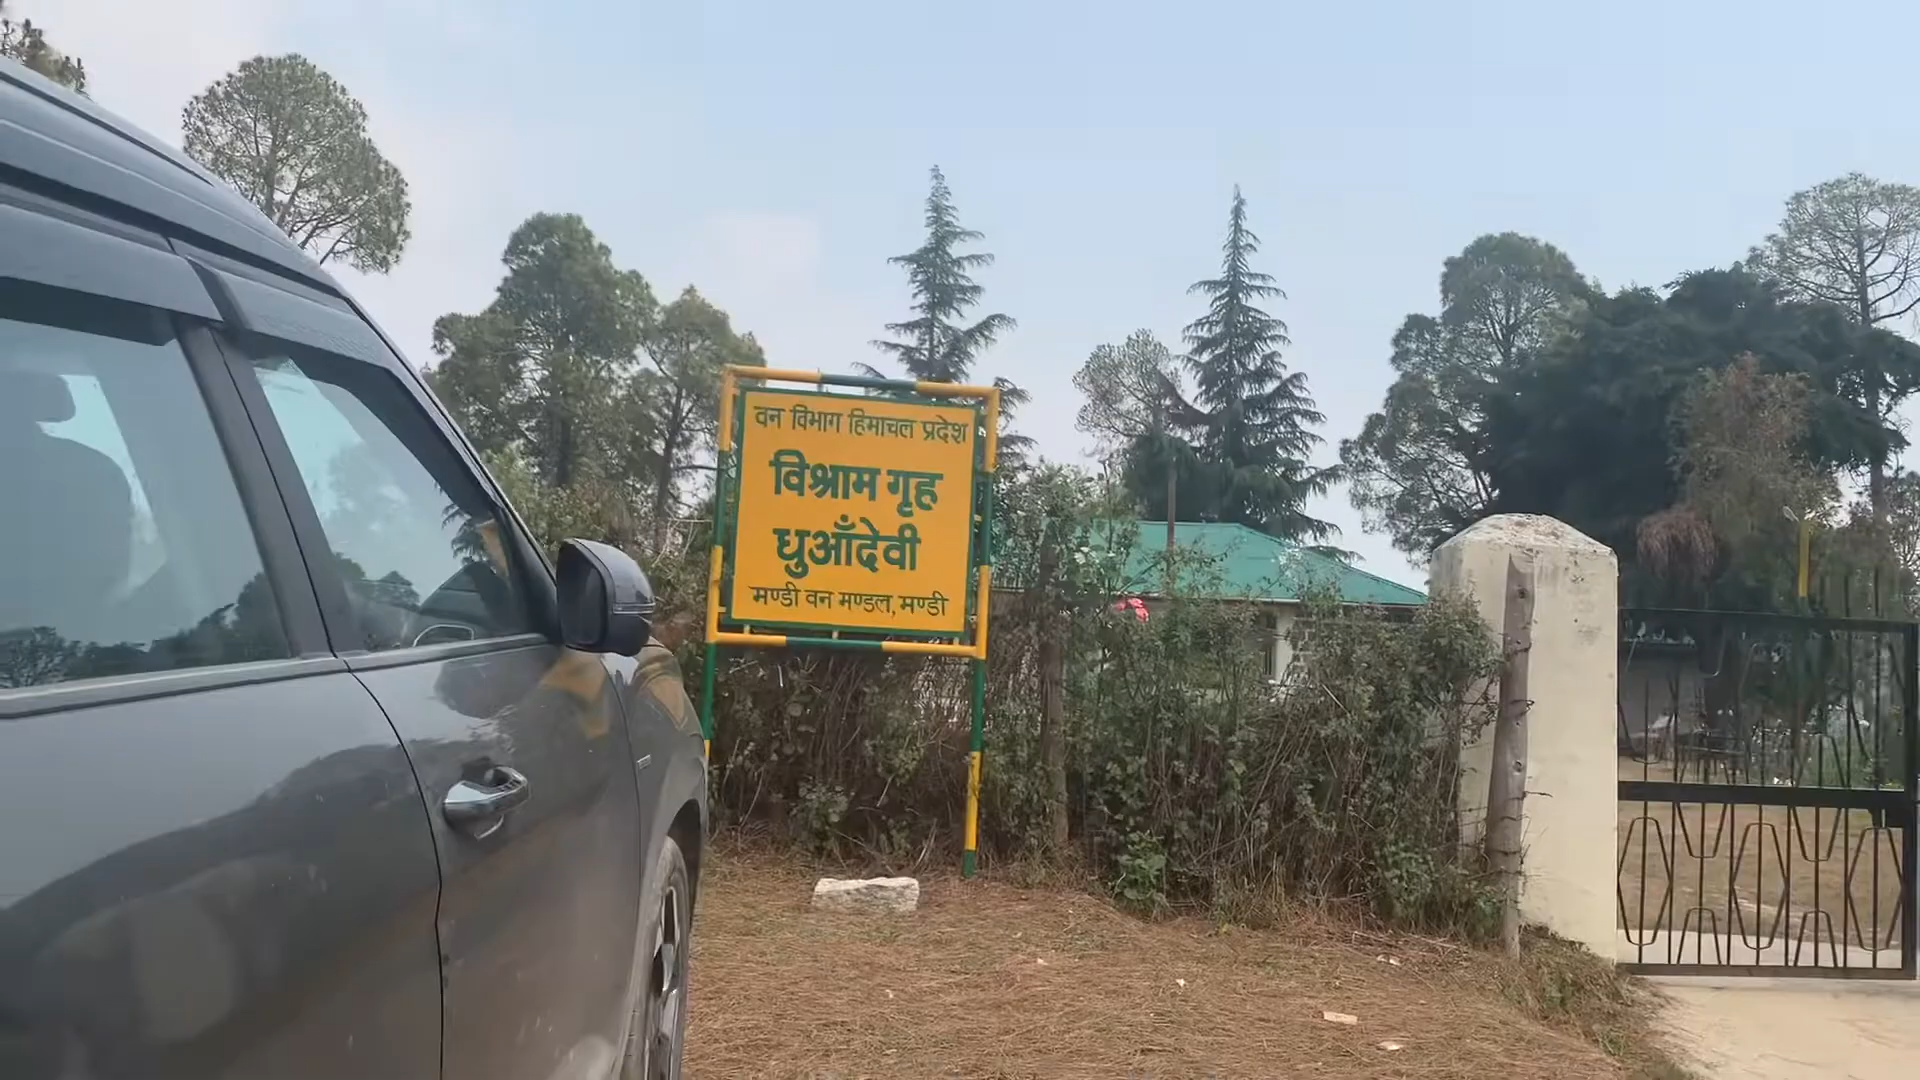 वन विभाग हिमाचल प्रदेश
विश्राम गृह
धुआँदेवी
मण्डी वन मण्डल, मण्डी